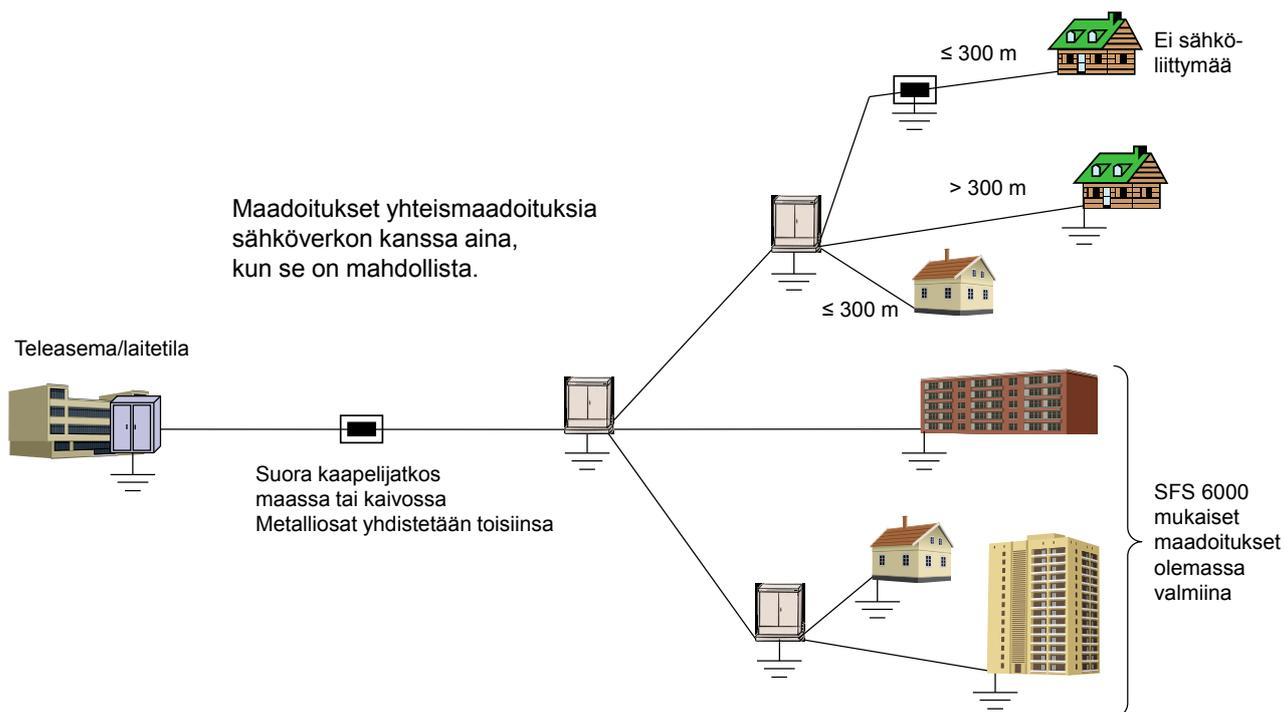 ≤ 300 m
Ei sähkö-
liittymää
> 300 m
Maadoitukset yhteismaadoituksia
sähköverkon kanssa aina,
kun se on mahdollista.
≤ 300 m
Teleasema/laitetila
Suora kaapelijatkos
maassa tai kaivossa
Metalliosat yhdistetään toisiinsa
SFS 6000
mukaiset
maadoitukset
olemassa
valmiina